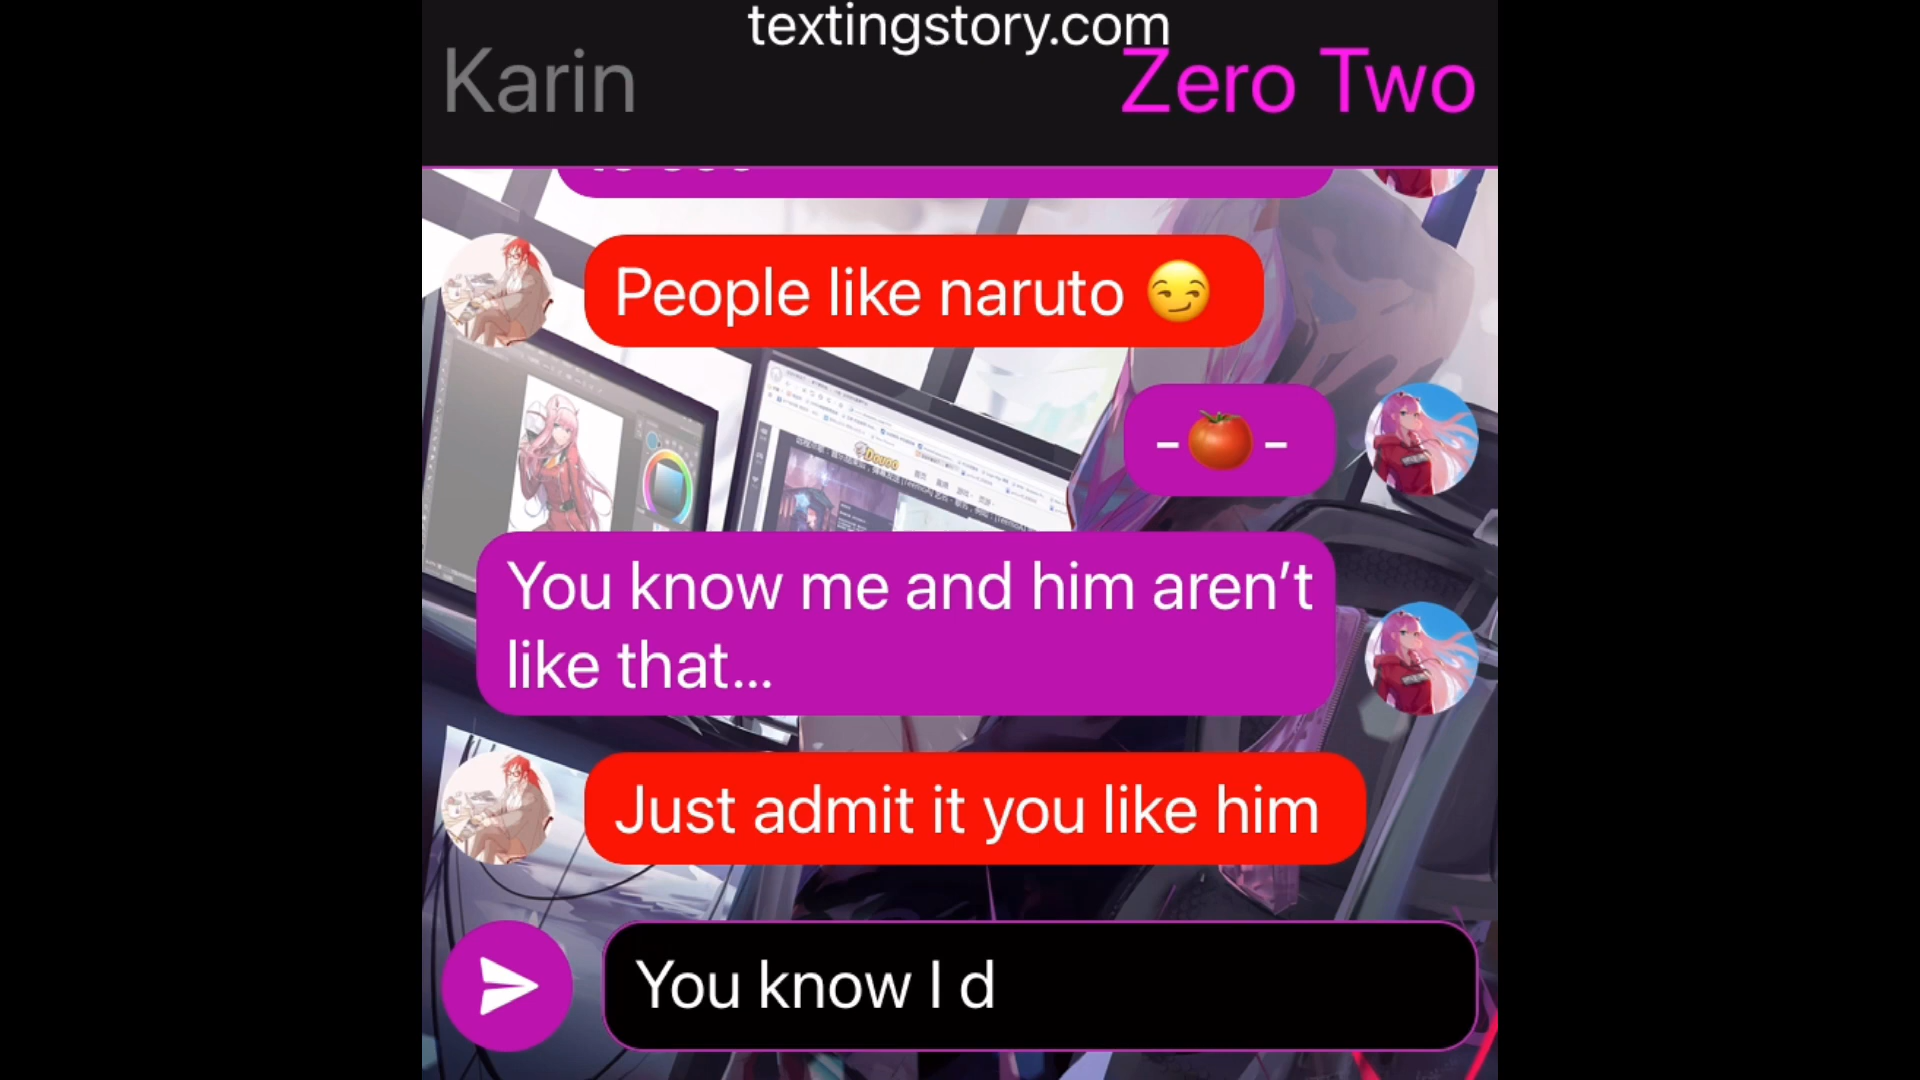 textingstory.com
Karin
Zero Two
People like naruto 😏
-🍅-
You know me and him aren’t
like that...
Just admit it you like him
You know I d